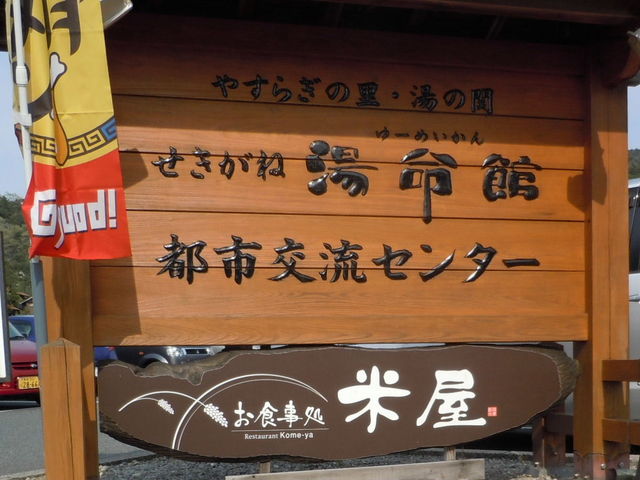 やすらぎの里・湯の関
ゆーめいかん
せきがね 湯命館
都市交流センター
お食事処 米屋
Restaurant Kome-ya
Good!